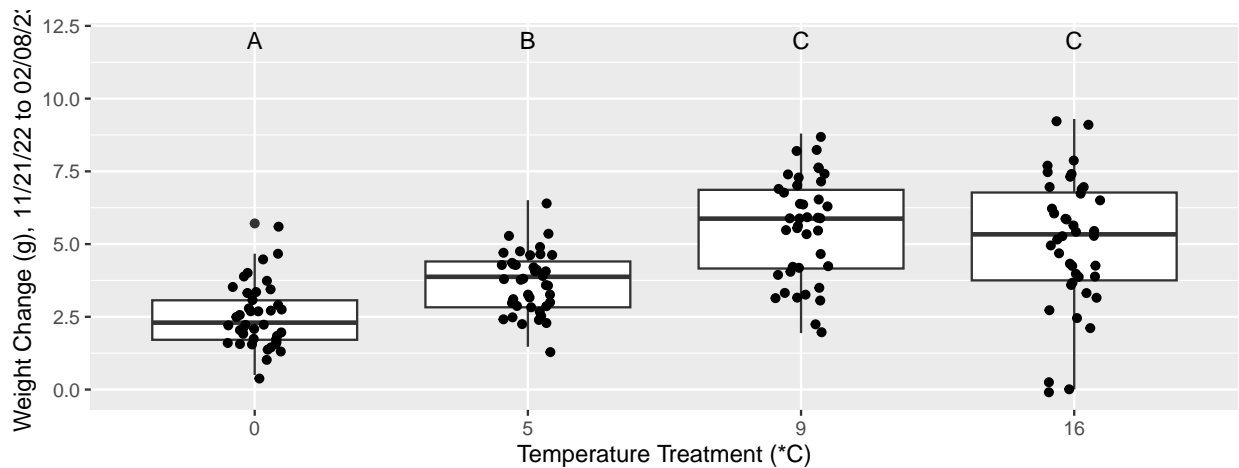 Weight Change (g), 11/21/22 to 02/08/2
12.5
10.0
7.5
5.0
2.5
0.0
A
B
C
C
0
5
9
16
Temperature Treatment (*C)